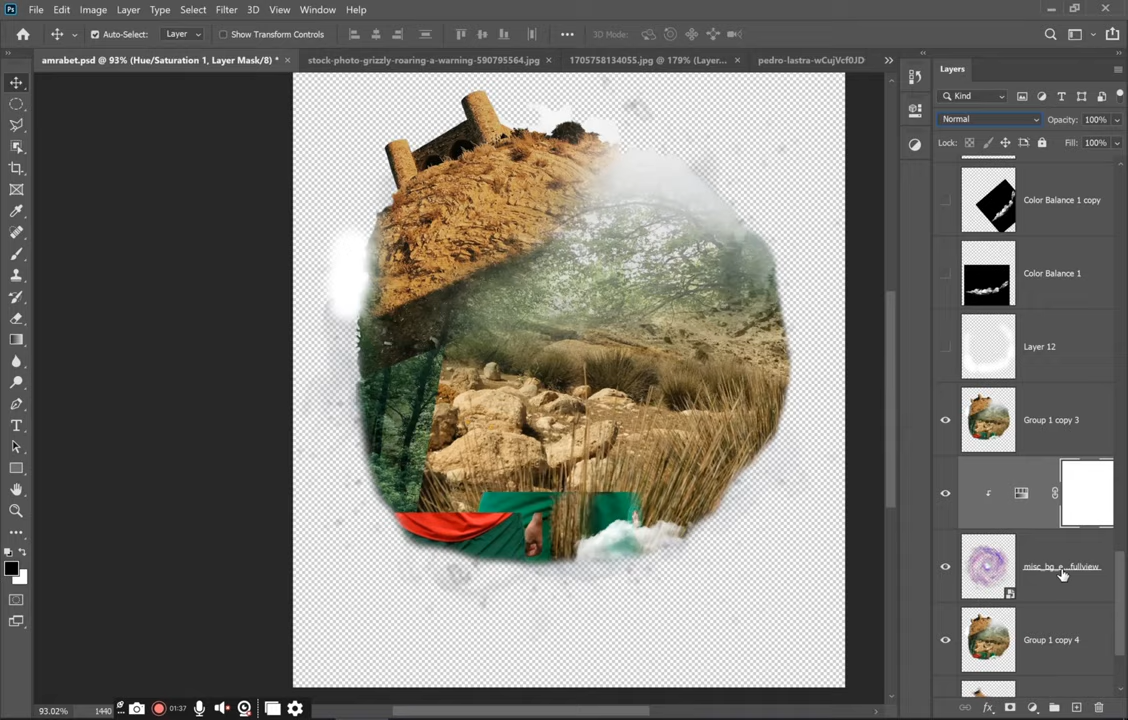 Ps File Edit Image Layer Type Select Filter 3D View Window Help
Auto-Select: Layer Show Transform Controls 3D Mode:
amrabet.psd @ 93% (Hue/Saturation 1, Layer Mask/8) * × stock-photo-grizzly-roaring-a-warning-590795564.jpg × 1705758134055.jpg @ 179% (Layer... × pedro-lastra-wCujVcf0JD
Layers
Kind
Normal Opacity: 100%
Lock: Fill: 100%
Color Balance 1 copy
Color Balance 1
Layer 12
Group 1 copy 3
misc_bg_e...fullview
Group 1 copy 4
93.02% 1440 01:37